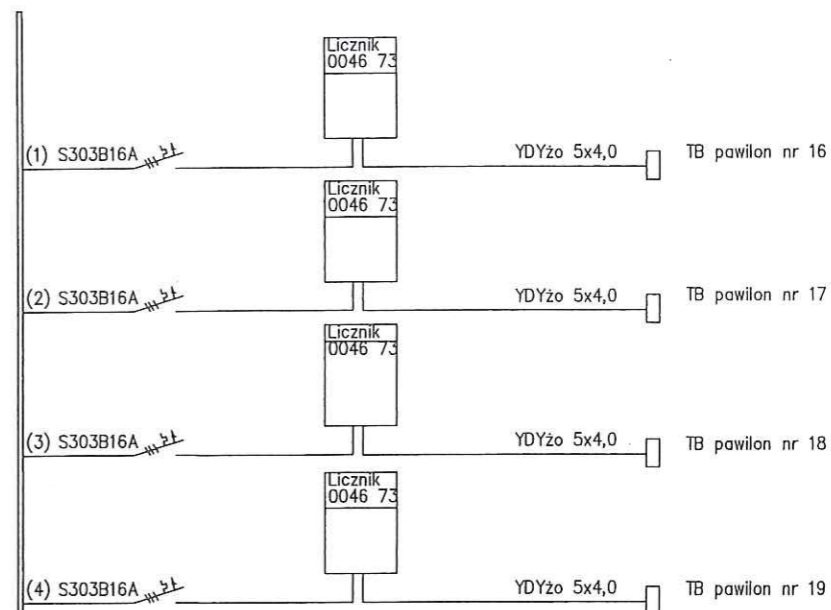 Licznik
0046 73
(1) S303B16A
YDYżo 5x4,0
TB pawilon nr 16
Licznik
0046 73
(2) S303B16A
YDYżo 5x4,0
TB pawilon nr 17
Licznik
0046 73
(3) S303B16A
YDYżo 5x4,0
TB pawilon nr 18
Licznik
0046 73
(4) S303B16A
YDYżo 5x4,0
TB pawilon nr 19